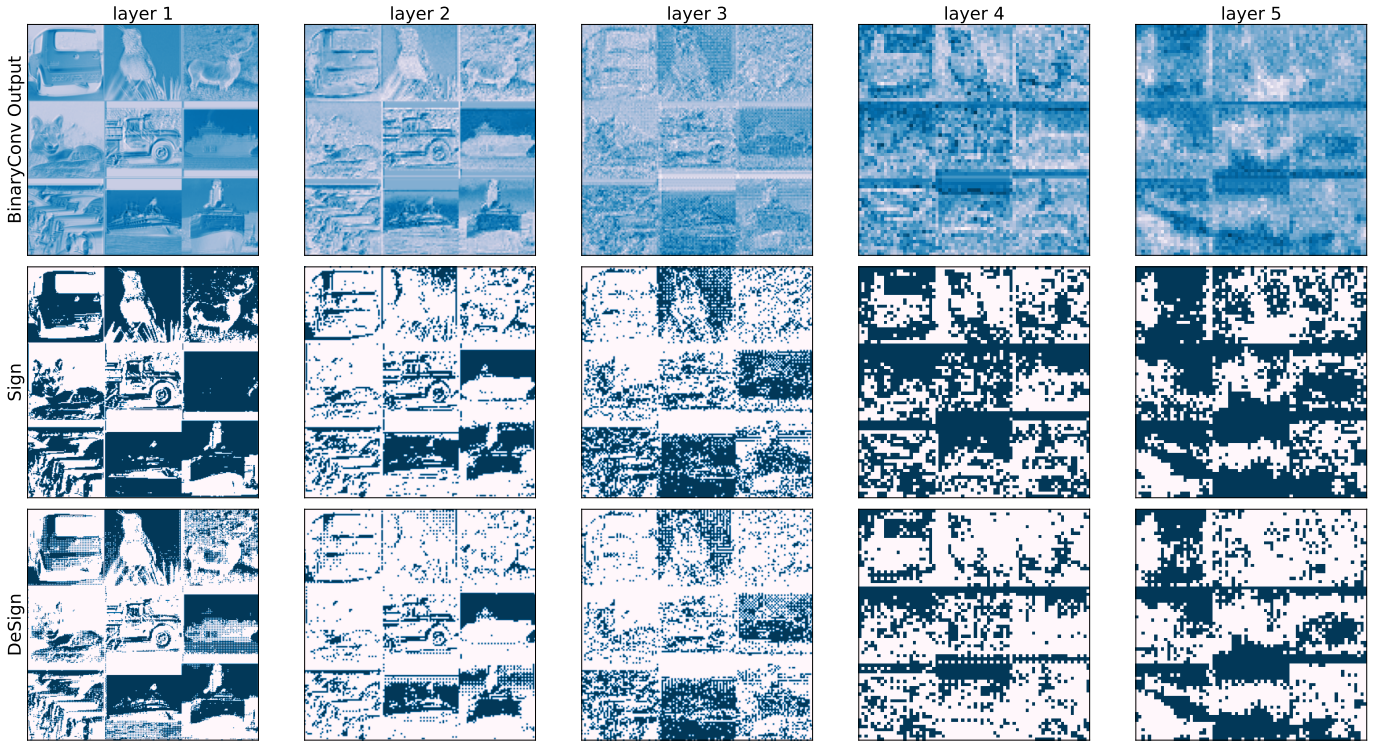 layer 1
layer 2
layer 3
layer 4
layer 5
BinaryConv Output
Sign
DeSign